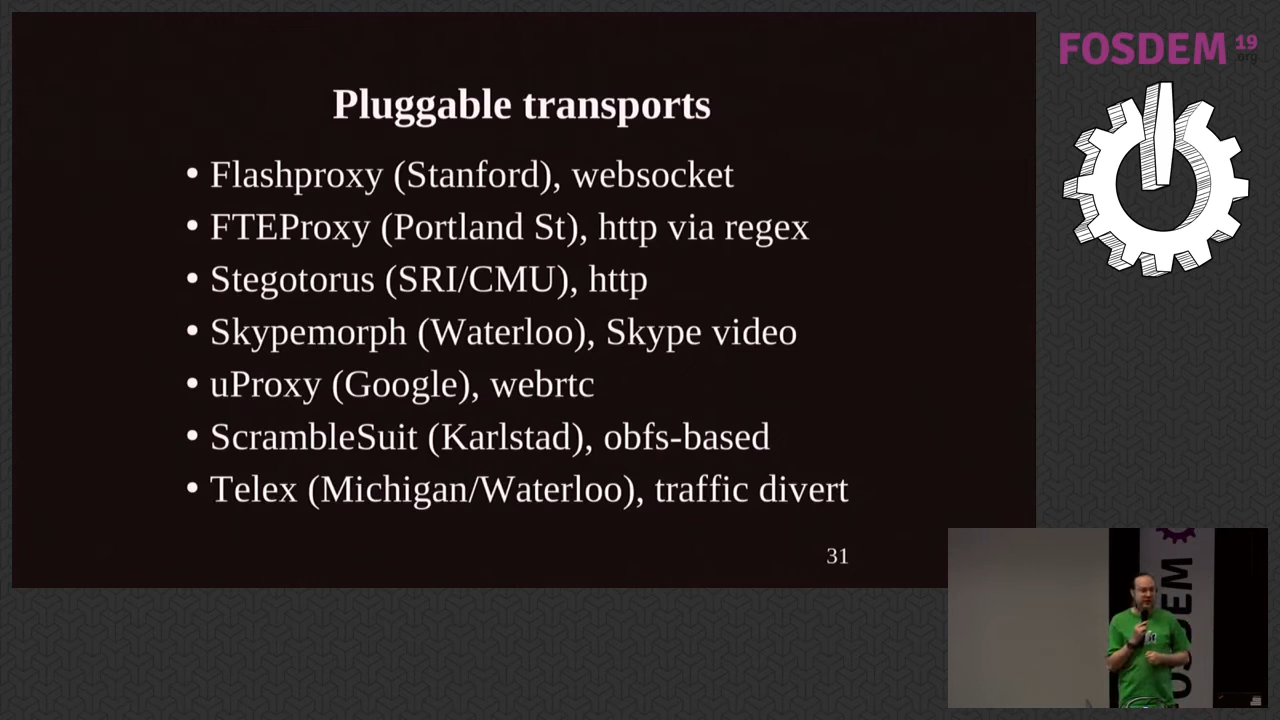 Pluggable transports
• Flashproxy (Stanford), websocket
• FTEProxy (Portland St), http via regex
• Stegotorus (SRI/CMU), http
• Skypemorph (Waterloo), Skype video
• uProxy (Google), webrtc
• ScrambleSuit (Karlstad), obfs-based
• Telex (Michigan/Waterloo), traffic divert
31
FOSDEM 19
.org
FOSDEM